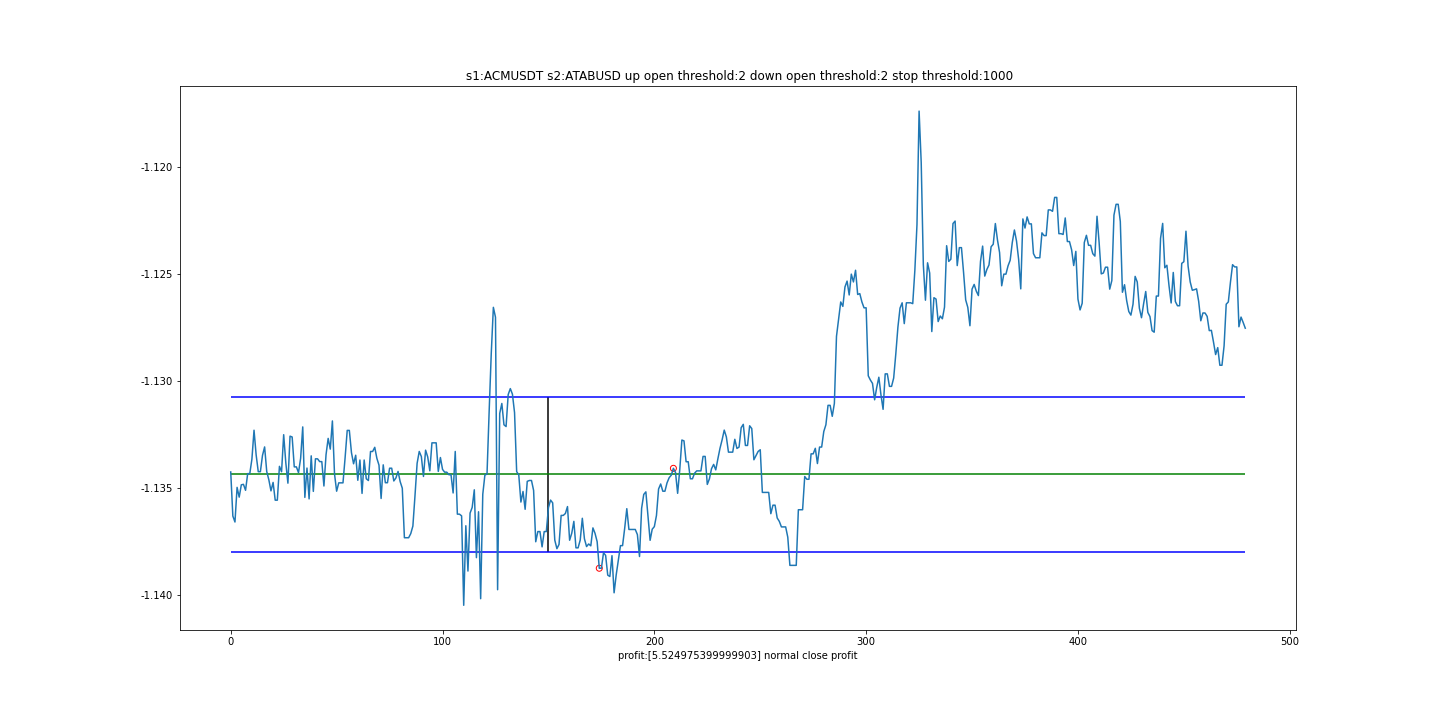 s1:ACMUSDT s2:ATABUSD up open threshold:2 down open threshold:2 stop threshold:1000
-1.120
-1.125
-1.130
-1.135
-1.140
0 100 200 300 400 500
profit:[5.524975399999903] normal close profit